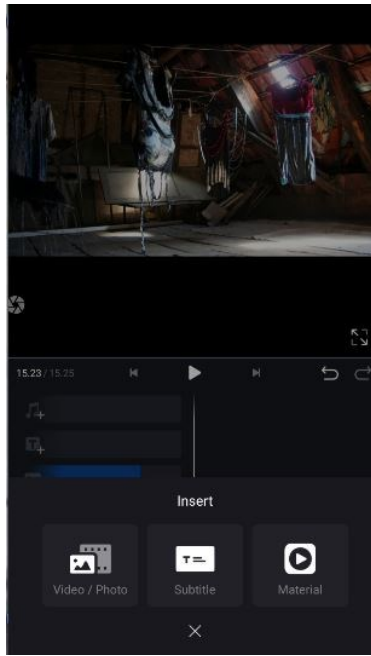 15.23 / 15.25
Insert
Video / Photo
Subtitle
Material